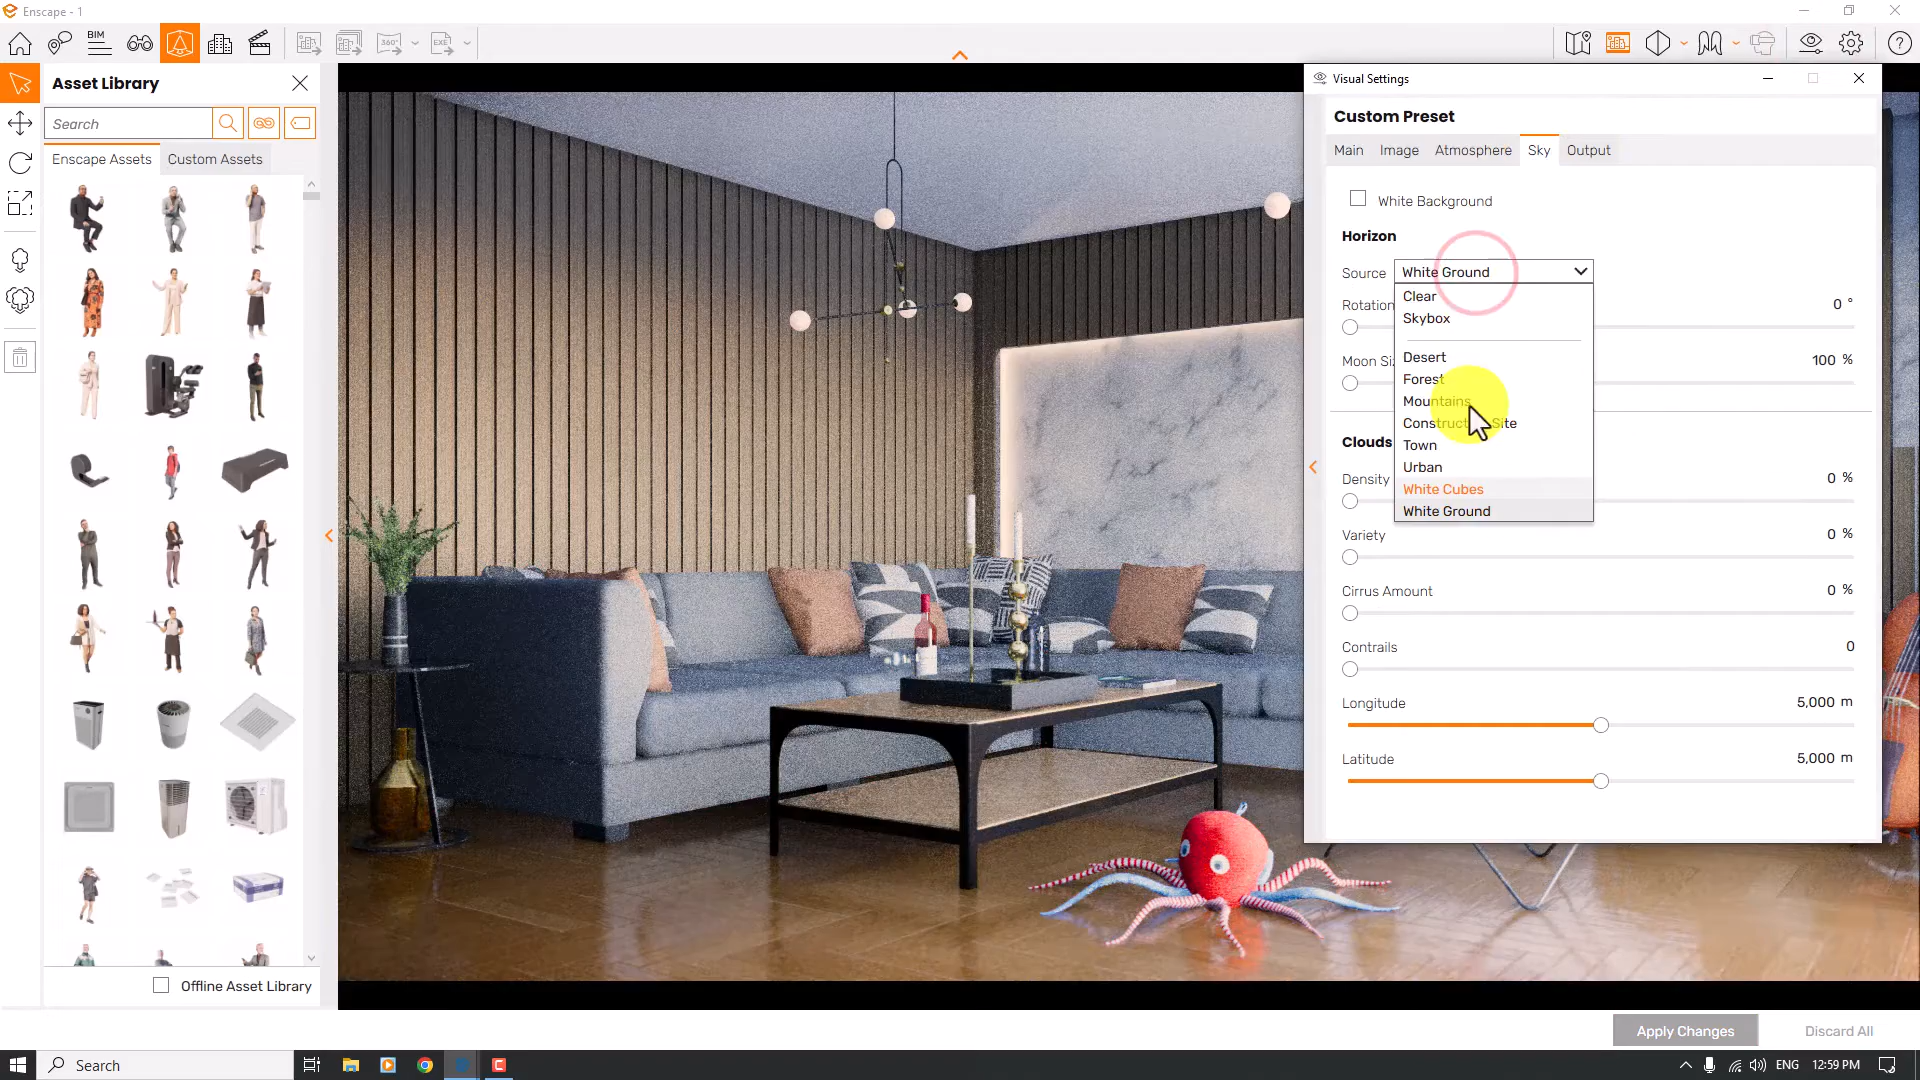 Enscape - 1
BIM
360°
EXE
Asset Library
Visual Settings
Custom Preset
Search
Main Image Atmosphere Sky Output
Enscape Assets Custom Assets
White Background
Horizon
Source White Ground
Clear
Rotation 0 °
Skybox
Desert
Moon Si 100 %
Forest
Mountains
Construct Site
Clouds
Town
Urban
Density 0 %
White Cubes
White Ground
Variety 0 %
Cirrus Amount 0 %
Contrails 0
Longitude 5,000 m
Latitude 5,000 m
Offline Asset Library
Apply Changes Discard All
Search
ENG 12:59 PM